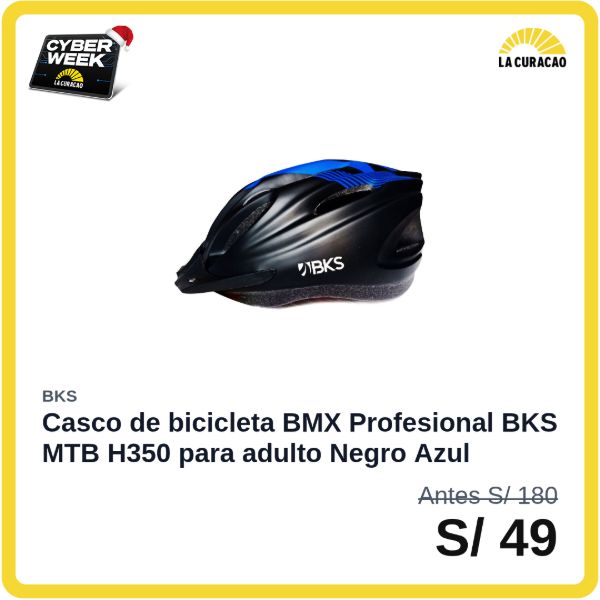 CYBER
WEEK
LA CURACAO
LA CURACAO
BKS
BKS
Casco de bicicleta BMX Profesional BKS
MTB H350 para adulto Negro Azul
Antes S/ 180
S/ 49